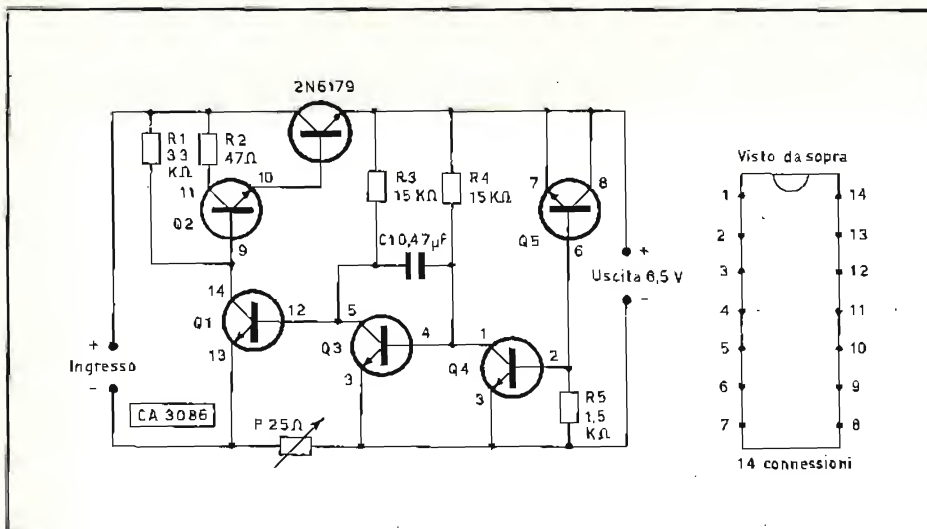 2N6179
R1
33
KΩ
R2
47Ω
11
10
Q2
9
R3
15 KΩ
R4
15 KΩ
C1 0,47µF
7
8
Q5
6
+
Uscita 6,5 V
-
14
Q1
12
13
5
Q3
4
3
1
Q4
2
3
R5
1,5
KΩ
+
Ingresso
-
CA 3086
P 25Ω
Visto da sopra
1
14
2
13
3
12
4
11
5
10
6
9
7
8
14 connessioni